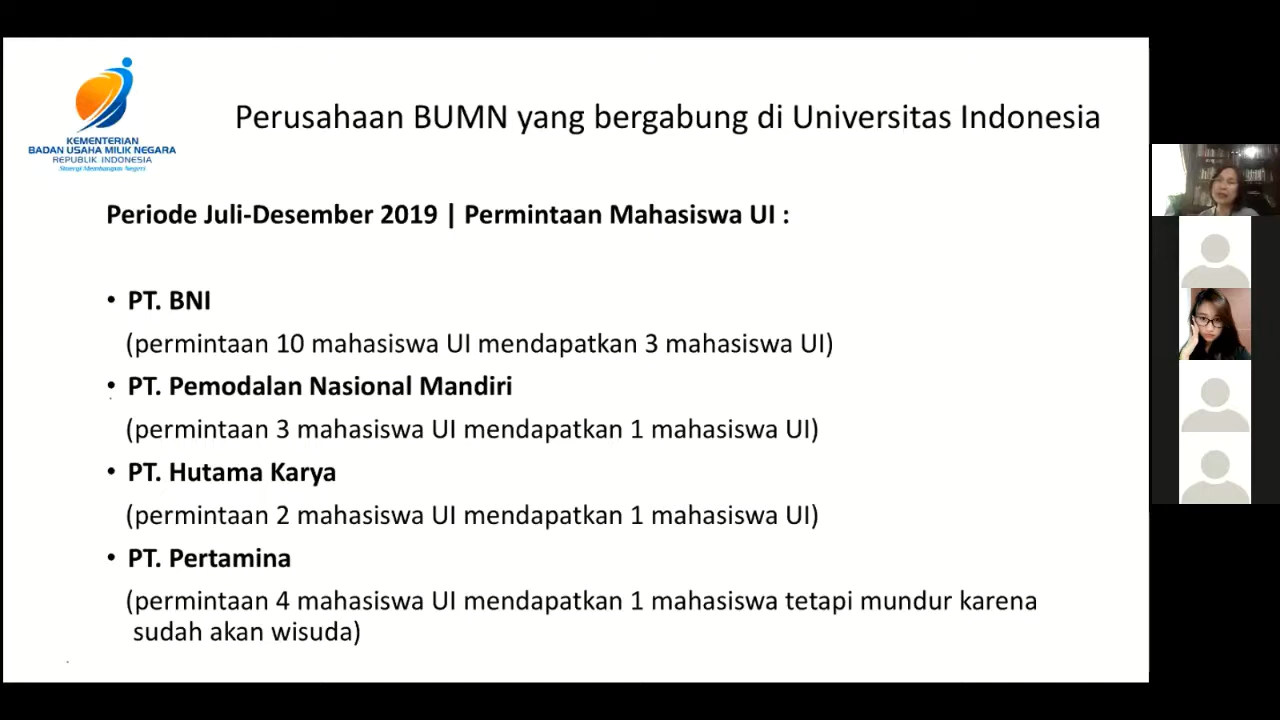 KEMENTERIAN
BADAN USAHA MILIK NEGARA
REPUBLIK INDONESIA
Sinergi Membangun Negeri
Perusahaan BUMN yang bergabung di Universitas Indonesia
Periode Juli-Desember 2019 | Permintaan Mahasiswa UI :
• PT. BNI
(permintaan 10 mahasiswa UI mendapatkan 3 mahasiswa UI)
• PT. Pemodalan Nasional Mandiri
(permintaan 3 mahasiswa UI mendapatkan 1 mahasiswa UI)
• PT. Hutama Karya
(permintaan 2 mahasiswa UI mendapatkan 1 mahasiswa UI)
• PT. Pertamina
(permintaan 4 mahasiswa UI mendapatkan 1 mahasiswa tetapi mundur karena
sudah akan wisuda)